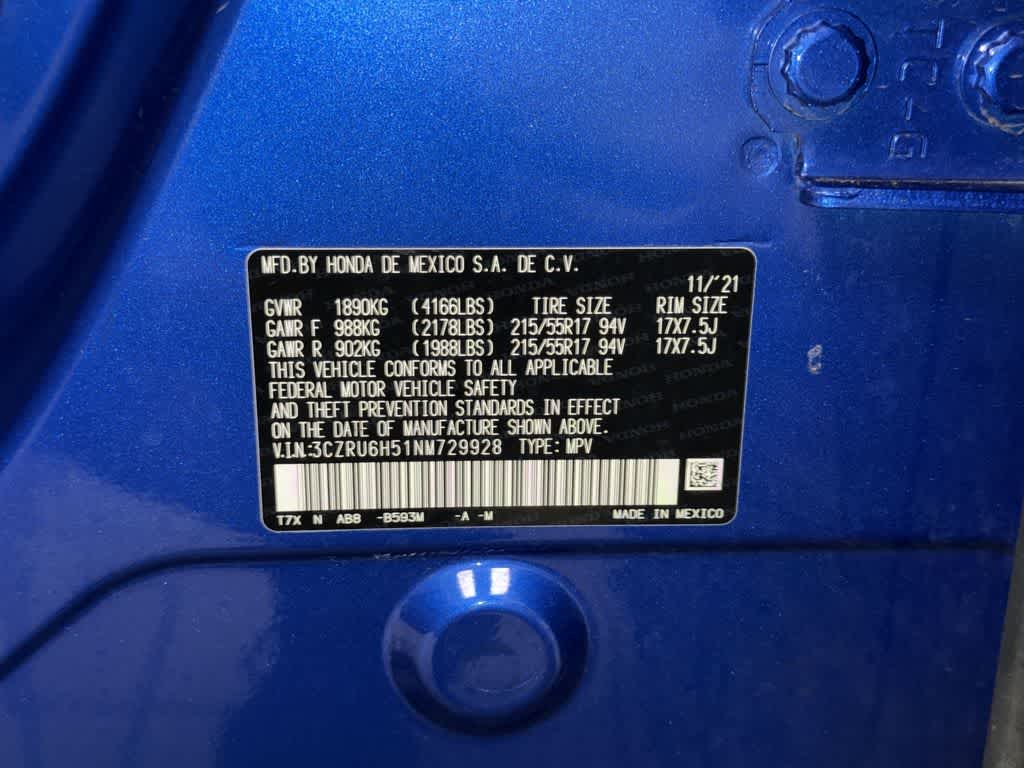 TC-G
MFD.BY HONDA DE MEXICO S.A. DE C.V.
11/'21
GVWR 1890KG (4166LBS) TIRE SIZE RIM SIZE
GAWR F 988KG (2178LBS) 215/55R17 94V 17X7.5J
GAWR R 902KG (1988LBS) 215/55R17 94V 17X7.5J
THIS VEHICLE CONFORMS TO ALL APPLICABLE
FEDERAL MOTOR VEHICLE SAFETY
AND THEFT PREVENTION STANDARDS IN EFFECT
ON THE DATE OF MANUFACTURE SHOWN ABOVE.
V.I.N.:3CZRU6H51NM729928 TYPE: MPV
T7X N AB8 -B593M -A -M MADE IN MEXICO